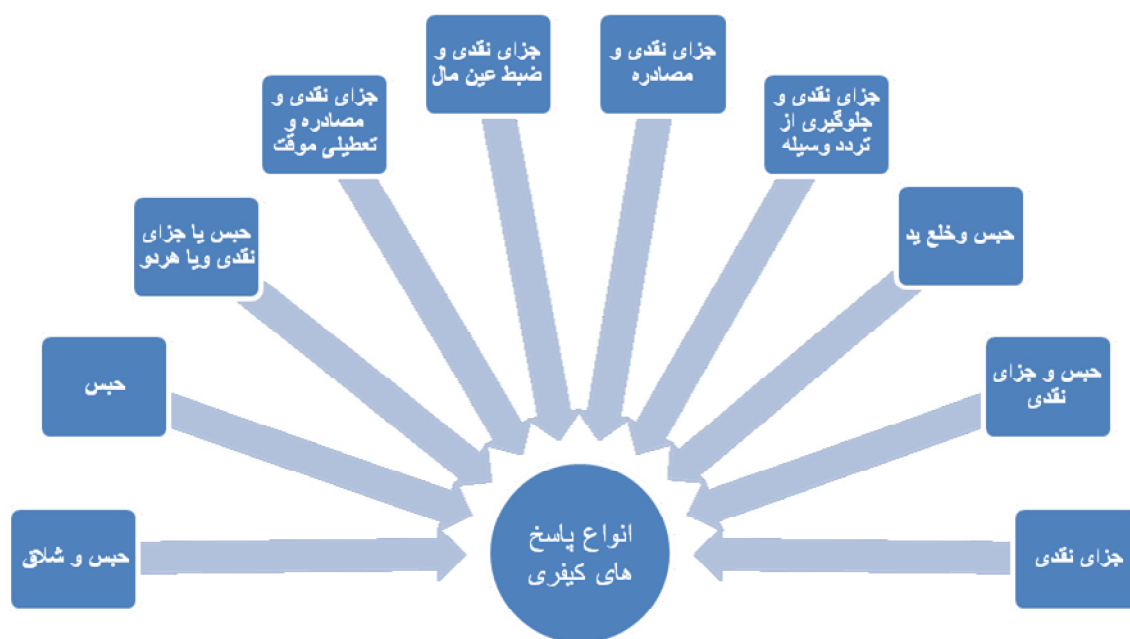 جزای نقدی و
مصادره
جزای نقدی و
ضبط عین مال
جزای نقدی و
جلوگیری از
تردد وسیله
جزای نقدی و
مصادره و
تعطیلی موقت
حبس وخلع ید
حبس یا جزای
نقدی ویا هردو
حبس و جزای
نقدی
حبس
جزای نقدی
حبس و شلاق
انواع پاسخ
های کیفری